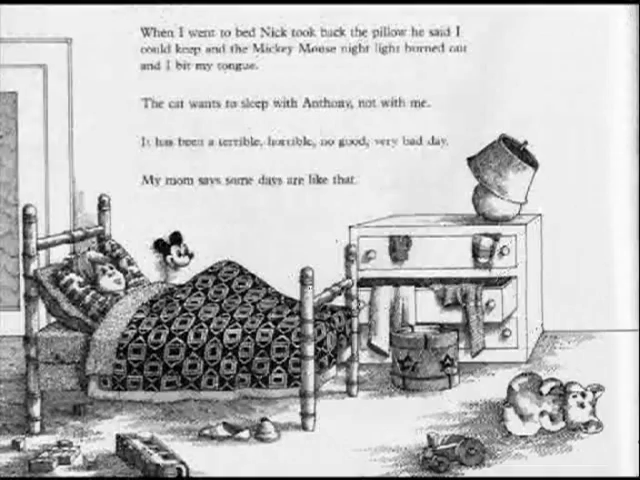 When I went to bed Nick took back the pillow he said I
could keep and the Mickey Mouse night light burned out
and I bit my tongue.
The cat wants to sleep with Anthony, not with me.
It has been a terrible, horrible, no good, very bad day.
My mom says some days are like that.